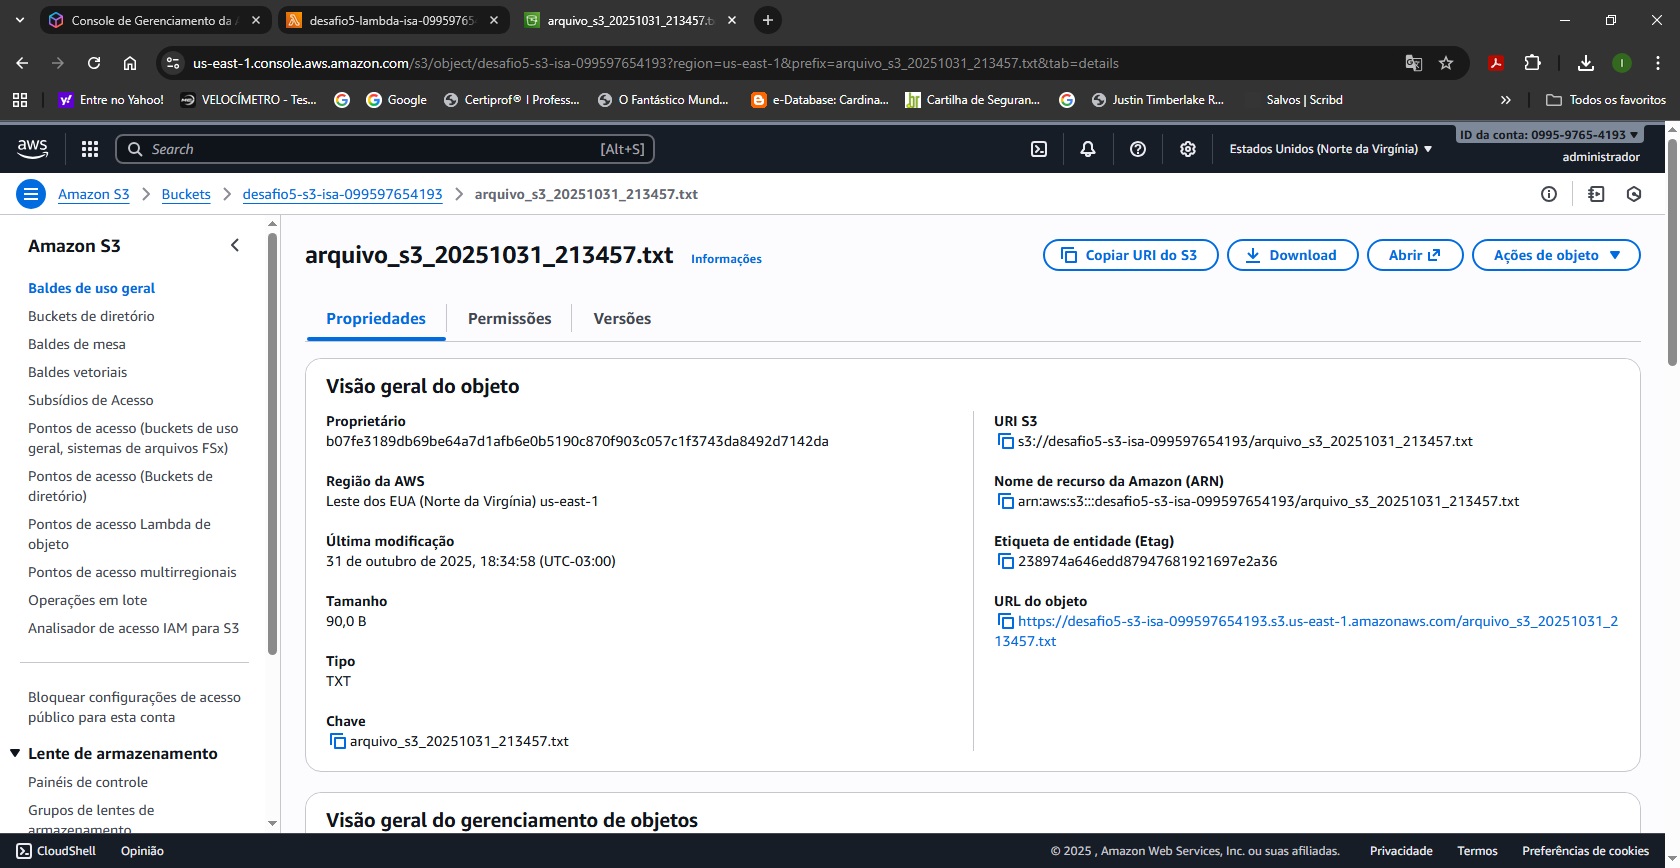 Console de Gerenciamento da A
desafio5-lambda-isa-09959765
arquivo_s3_20251031_213457.tx
us-east-1.console.aws.amazon.com/s3/object/desafio5-s3-isa-099597654193?region=us-east-1&prefix=arquivo_s3_20251031_213457.txt&tab=details
Entre no Yahoo!
VELOCÍMETRO - Tes...
Google
Certiprof® I Profess...
O Fantástico Mund...
e-Database: Cardina...
Cartilha de Seguran...
Justin Timberlake R...
Salvos | Scribd
Todos os favoritos
aws
Search
[Alt+S]
Estados Unidos (Norte da Virgínia)
ID da conta: 0995-9765-4193
administrador
Amazon S3
Buckets
desafio5-s3-isa-099597654193
arquivo_s3_20251031_213457.txt
Amazon S3
Baldes de uso geral
Buckets de diretório
Baldes de mesa
Baldes vetoriais
Subsídios de Acesso
Pontos de acesso (buckets de uso
geral, sistemas de arquivos FSx)
Pontos de acesso (Buckets de
diretório)
Pontos de acesso Lambda de
objeto
Pontos de acesso multirregionais
Operações em lote
Analisador de acesso IAM para S3
Bloquear configurações de acesso
público para esta conta
Lente de armazenamento
Painéis de controle
Grupos de lentes de
armazenamento
arquivo_s3_20251031_213457.txt
Informações
Copiar URI do S3
Download
Abrir
Ações de objeto
Propriedades
Permissões
Versões
Visão geral do objeto
Proprietário
b07fe3189db69be64a7d1afb6e0b5190c870f903c057c1f3743da8492d7142da
Região da AWS
Leste dos EUA (Norte da Virgínia) us-east-1
Última modificação
31 de outubro de 2025, 18:34:58 (UTC-03:00)
Tamanho
90,0 B
Tipo
TXT
Chave
arquivo_s3_20251031_213457.txt
URI S3
s3://desafio5-s3-isa-099597654193/arquivo_s3_20251031_213457.txt
Nome de recurso da Amazon (ARN)
arn:aws:s3:::desafio5-s3-isa-099597654193/arquivo_s3_20251031_213457.txt
Etiqueta de entidade (Etag)
238974a646edd87947681921697e2a36
URL do objeto
https://desafio5-s3-isa-099597654193.s3.us-east-1.amazonaws.com/arquivo_s3_20251031_2
13457.txt
Visão geral do gerenciamento de objetos
CloudShell
Opinião
© 2025 , Amazon Web Services, Inc. ou suas afiliadas.
Privacidade
Termos
Preferências de cookies